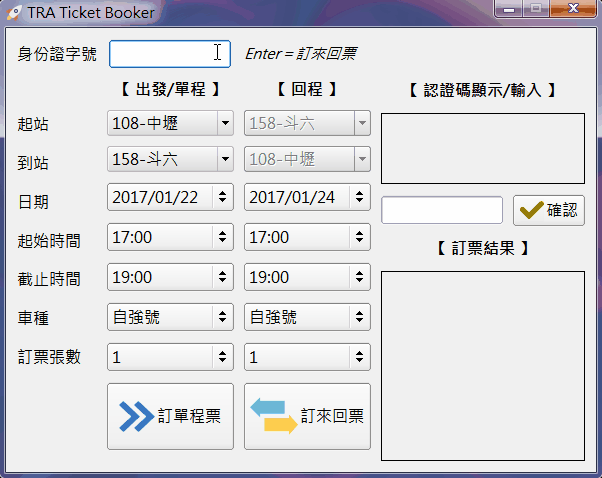 TRA Ticket Booker
身份證字號 Enter = 訂來回票
【 出發/單程 】 【 回程 】 【 認證碼顯示/輸入 】
起站 108-中壢 158-斗六
到站 158-斗六 108-中壢
日期 2017/01/22 2017/01/24 確認
起始時間 17:00 17:00 【 訂票結果 】
截止時間 19:00 19:00
車種 自強號 自強號
訂票張數 1 1
訂單程票 訂來回票